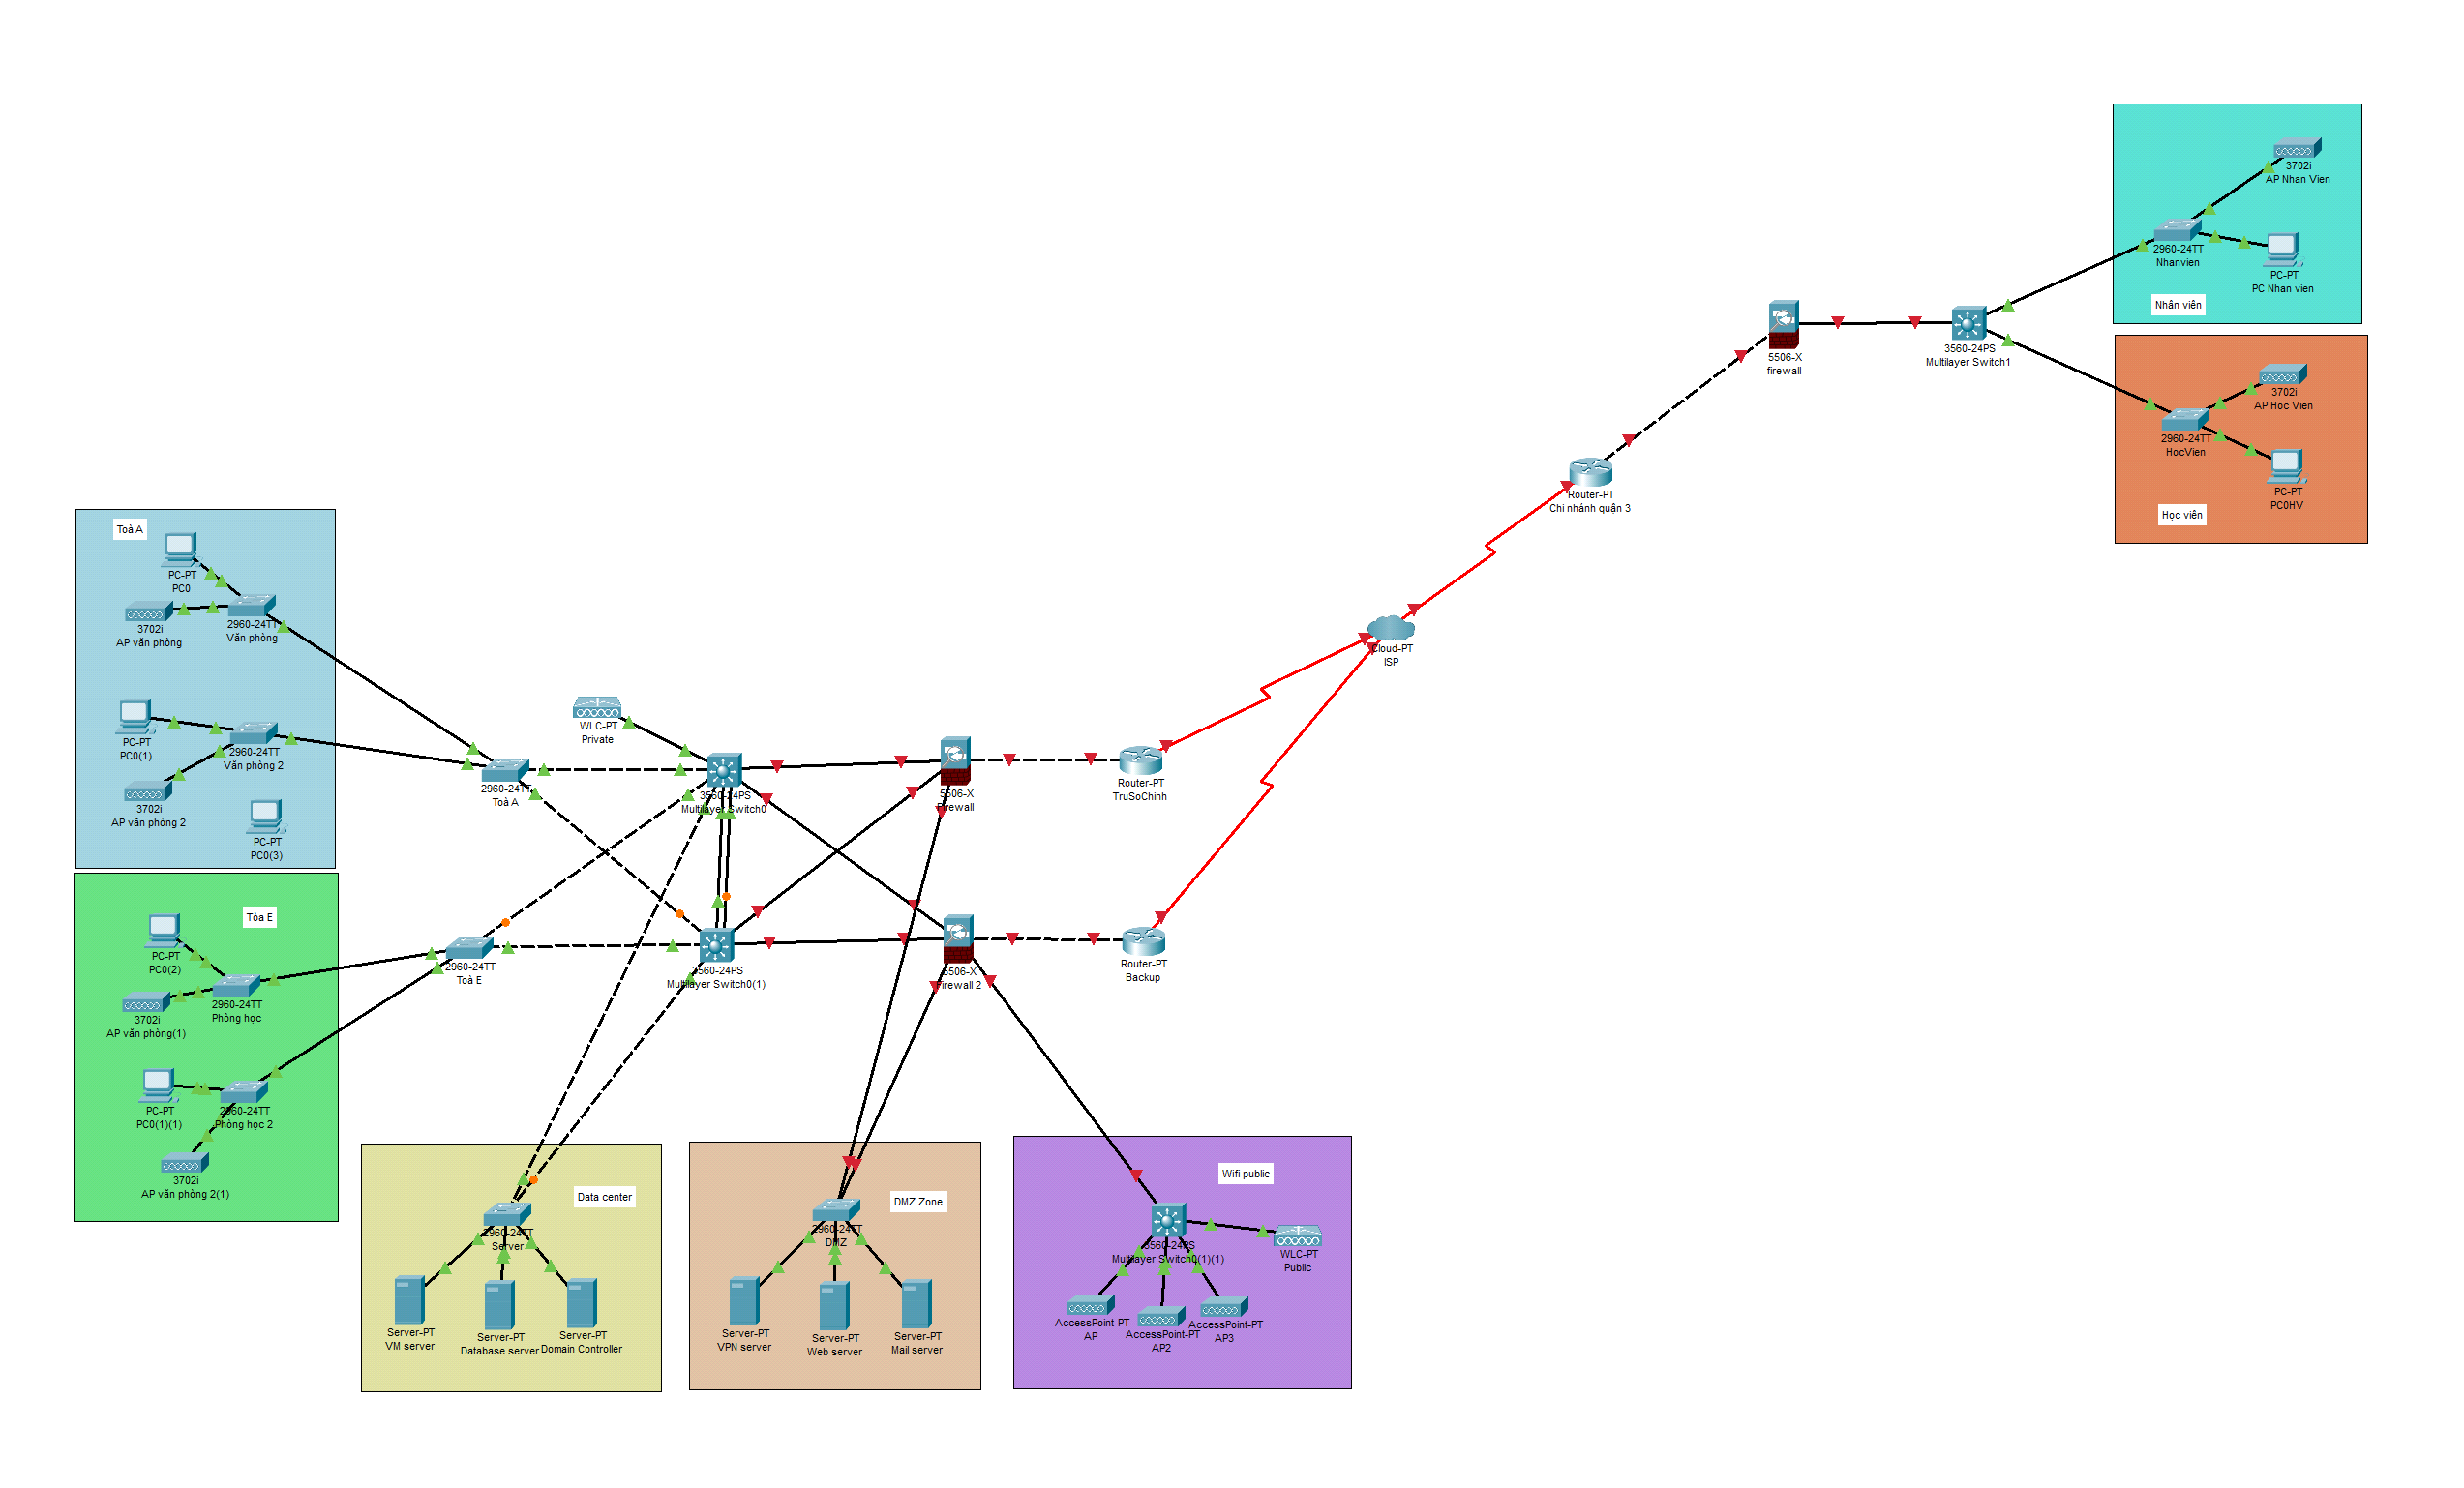 3702i
AP Nhan Vien
2960-24TT
Nhanvien
PC-PT
PC Nhan vien
Nhân viên
5506-X
firewall
3560-24PS
Multilayer Switch1
3702i
AP Hoc Vien
2960-24TT
HocVien
PC-PT
PC0HV
Học viên
Router-PT
Chi nhánh quận 3
Cloud-PT
ISP
Toà A
PC-PT
PC0
3702i
AP văn phòng
2960-24TT
Văn phòng
PC-PT
PC0(1)
2960-24TT
Văn phòng 2
3702i
AP văn phòng 2
PC-PT
PC0(3)
WLC-PT
Private
2960-24TT
Toà A
3560-24PS
Multilayer Switch0
5506-X
Firewall
Router-PT
TruSoChinh
Tòa E
PC-PT
PC0(2)
2960-24TT
Phòng học
3702i
AP văn phòng(1)
PC-PT
PC0(1)(1)
2960-24TT
Phòng học 2
3702i
AP văn phòng 2(1)
2960-24TT
Toà E
3560-24PS
Multilayer Switch0(1)
5506-X
Firewall 2
Router-PT
Backup
Data center
2960-24TT
Server
Server-PT
VM server
Server-PT
Database server
Server-PT
Domain Controller
DMZ Zone
2960-24TT
DMZ
Server-PT
VPN server
Server-PT
Web server
Server-PT
Mail server
Wifi public
3560-24PS
Multilayer Switch0(1)(1)
WLC-PT
Public
AccessPoint-PT
AP
AccessPoint-PT
AP2
AccessPoint-PT
AP3